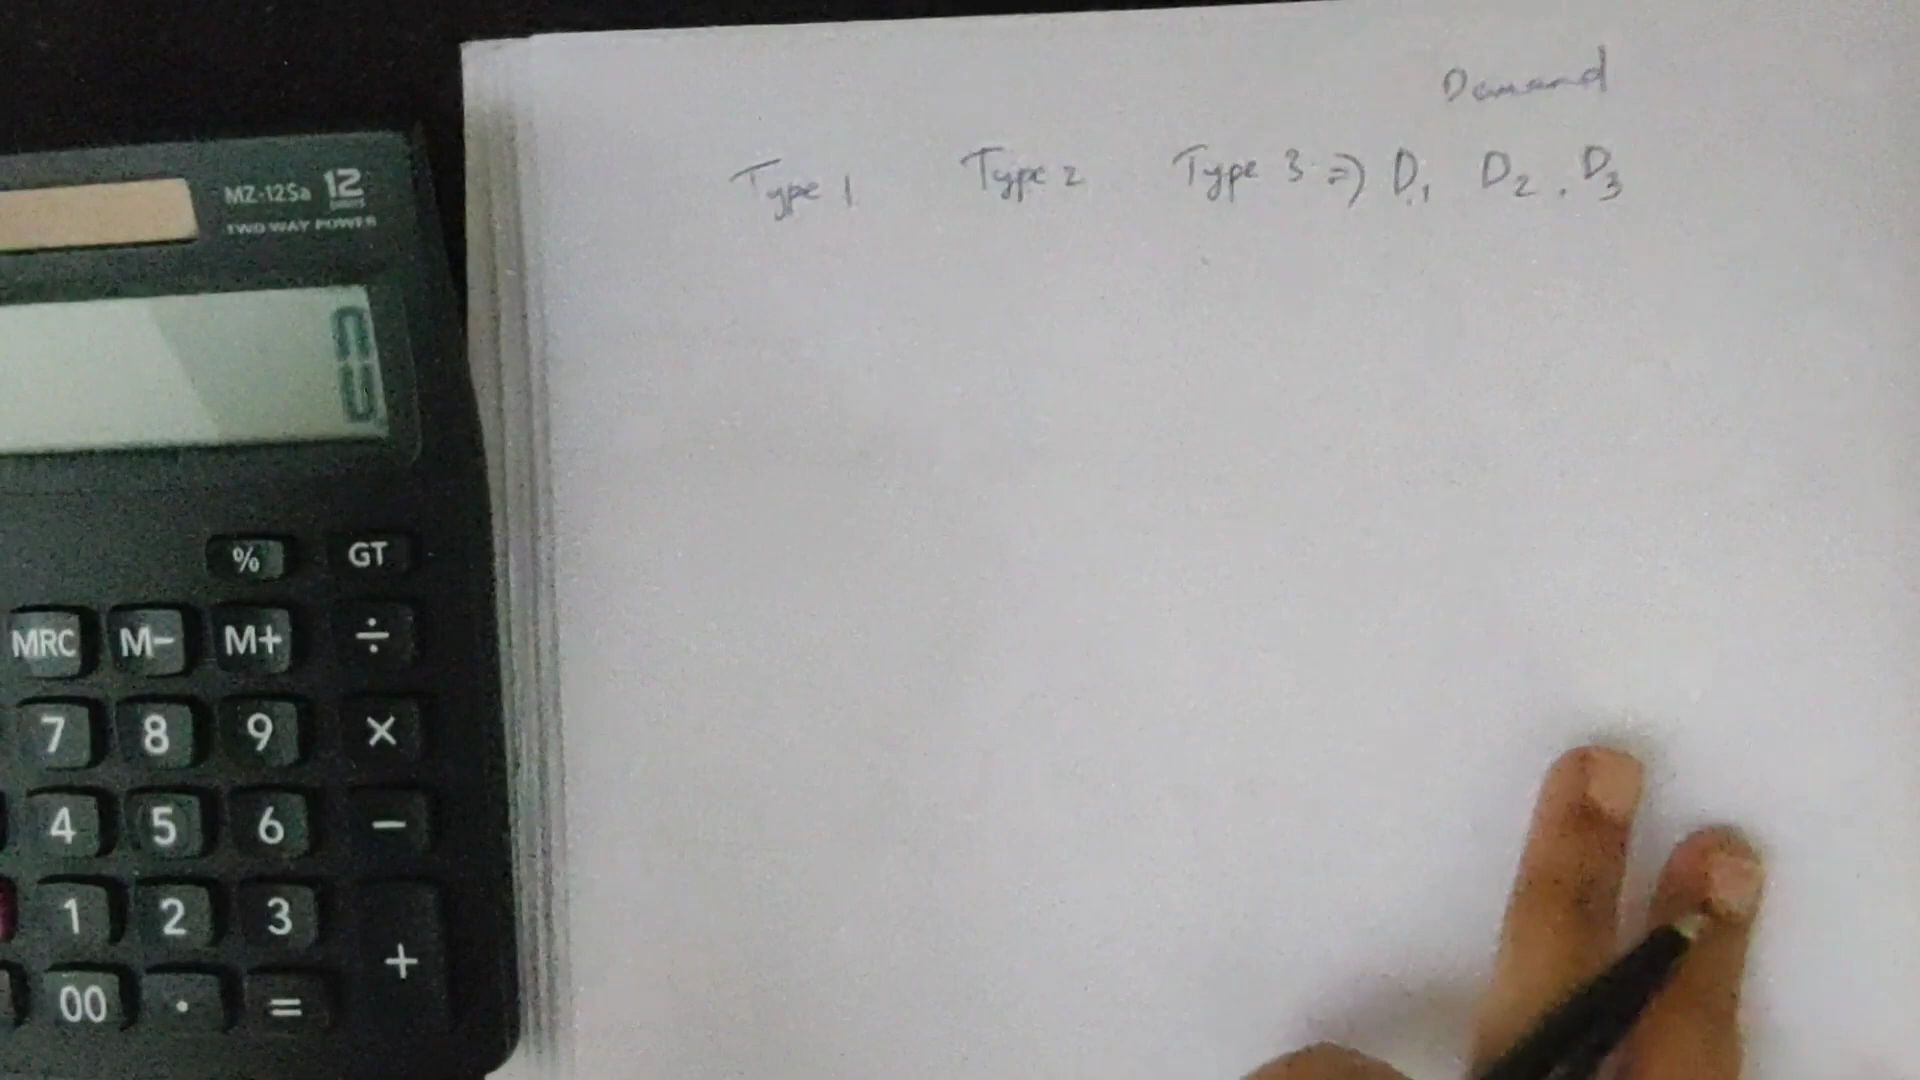 Demand
Type 1 Type 2 Type 3 ⇒ D1 D2 . D3
MZ-12Sa 12
TWO WAY POWER
0
% GT
MRC M- M+ ÷
7 8 9 ×
4 5 6 −
1 2 3
+
00 . =